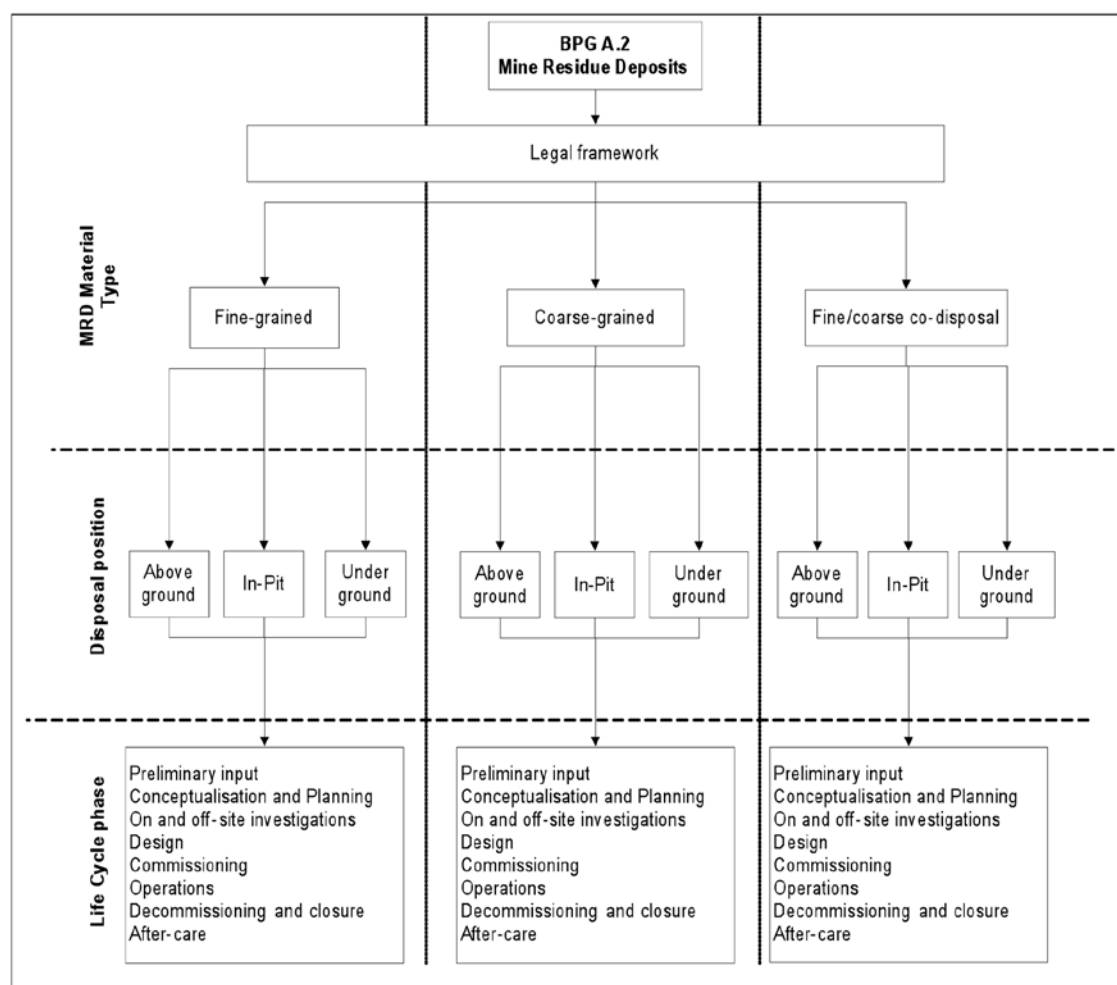 BPG A.2
Mine Residue Deposits
Legal framework
MRD Material
Type
Fine-grained
Coarse-grained
Fine/coarse co-disposal
Disposal position
Above
ground
In-Pit
Under
ground
Above
ground
In-Pit
Under
ground
Above
ground
In-Pit
Under
ground
Life Cycle phase
Preliminary input
Conceptualisation and Planning
On and off-site investigations
Design
Commissioning
Operations
Decommissioning and closure
After-care
Preliminary input
Conceptualisation and Planning
On and off-site investigations
Design
Commissioning
Operations
Decommissioning and closure
After-care
Preliminary input
Conceptualisation and Planning
On and off-site investigations
Design
Commissioning
Operations
Decommissioning and closure
After-care